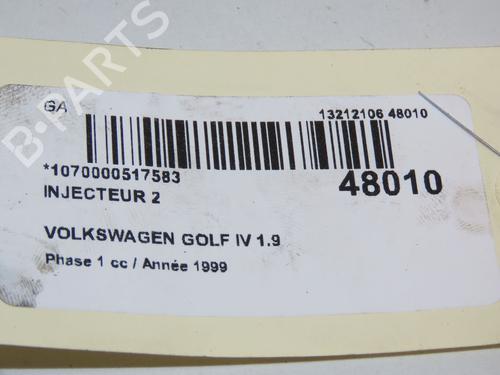 GA
13212106 48010
*1070000517583
48010
INJECTEUR 2
VOLKSWAGEN GOLF IV 1.9
Phase 1 cc / Année 1999
B-PARTS